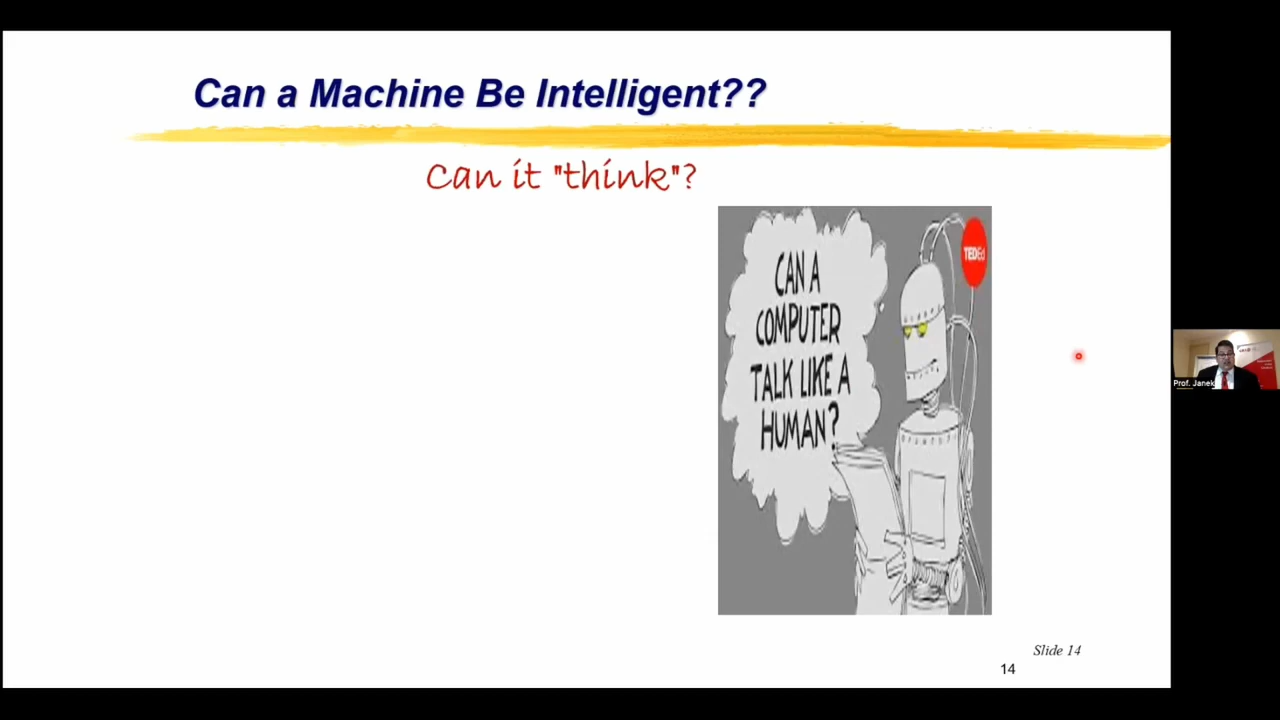 Can a Machine Be Intelligent??
Can it "think"?
TEDEd
CAN A
COMPUTER
TALK LIKE A
HUMAN?
Prof. Janek
Slide 14
14